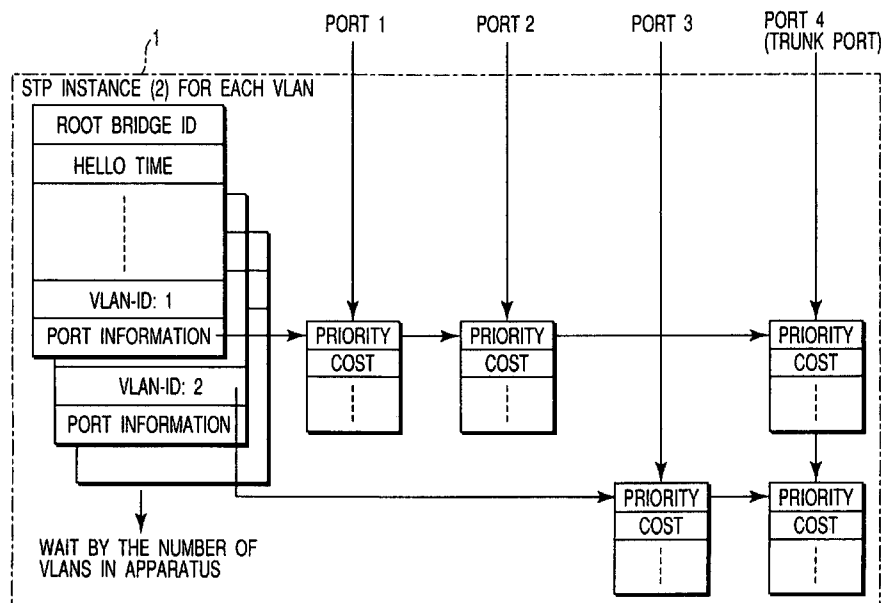 1
PORT 1
PORT 2
PORT 3
PORT 4
(TRUNK PORT)
STP INSTANCE (2) FOR EACH VLAN
ROOT BRIDGE ID
HELLO TIME
VLAN-ID: 1
PORT INFORMATION
PRIORITY
COST
PRIORITY
COST
PRIORITY
COST
VLAN-ID: 2
PORT INFORMATION
PRIORITY
COST
PRIORITY
COST
WAIT BY THE NUMBER OF
VLANS IN APPARATUS